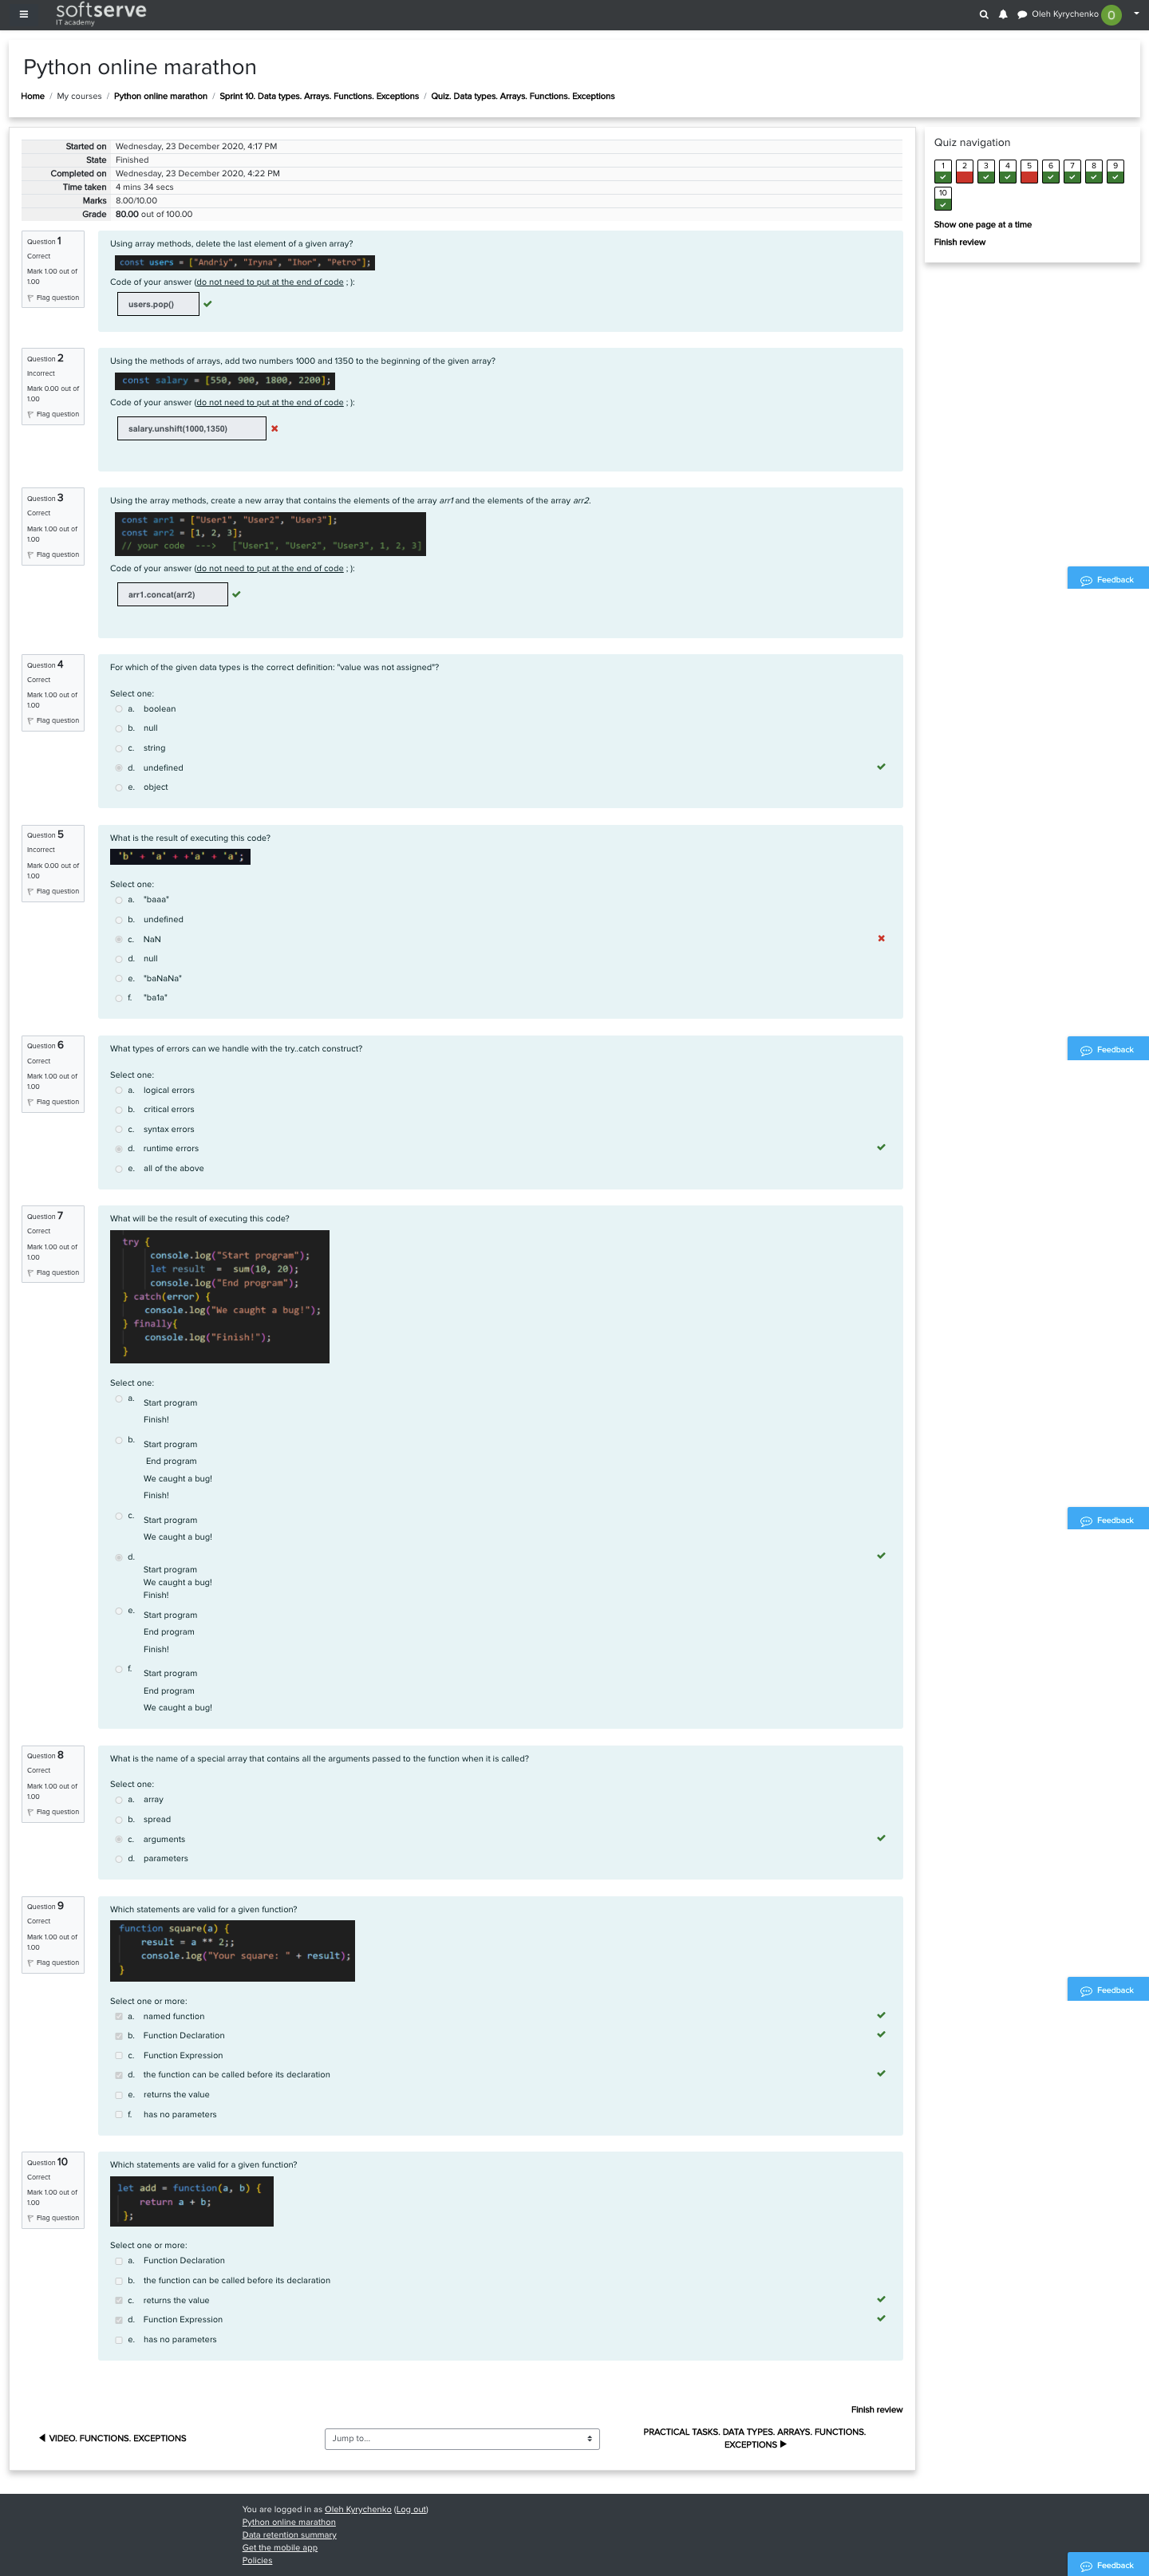 softserve
IT academy
Oleh Kyrychenko
O
Python online marathon
Home / My courses / Python online marathon / Sprint 10. Data types. Arrays. Functions. Exceptions / Quiz. Data types. Arrays. Functions. Exceptions
Started on Wednesday, 23 December 2020, 4:17 PM
State Finished
Completed on Wednesday, 23 December 2020, 4:22 PM
Time taken 4 mins 34 secs
Marks 8.00/10.00
Grade 80.00 out of 100.00
Quiz navigation
1 2 3 4 5 6 7 8 9
10
Show one page at a time
Finish review
Question 1
Correct
Mark 1.00 out of
1.00
Flag question
Using array methods, delete the last element of a given array?
const users = ["Andriy", "Iryna", "Ihor", "Petro"];
Code of your answer (do not need to put at the end of code ; ):
users.pop()
Question 2
Incorrect
Mark 0.00 out of
1.00
Flag question
Using the methods of arrays, add two numbers 1000 and 1350 to the beginning of the given array?
const salary = [550, 900, 1800, 2200];
Code of your answer (do not need to put at the end of code ; ):
salary.unshift(1000,1350)
Question 3
Correct
Mark 1.00 out of
1.00
Flag question
Using the array methods, create a new array that contains the elements of the array arr1 and the elements of the array arr2.
const arr1 = ["User1", "User2", "User3"];
const arr2 = [1, 2, 3];
// your code ---> ["User1", "User2", "User3", 1, 2, 3]
Code of your answer (do not need to put at the end of code ; ):
arr1.concat(arr2)
Feedback
Question 4
Correct
Mark 1.00 out of
1.00
Flag question
For which of the given data types is the correct definition: "value was not assigned"?
Select one:
a. boolean
b. null
c. string
d. undefined
e. object
Question 5
Incorrect
Mark 0.00 out of
1.00
Flag question
What is the result of executing this code?
'b' + 'a' + +'a' + 'a';
Select one:
a. "baaa"
b. undefined
c. NaN
d. null
e. "baNaNa"
f. "ba1a"
Question 6
Correct
Mark 1.00 out of
1.00
Flag question
What types of errors can we handle with the try..catch construct?
Select one:
a. logical errors
b. critical errors
c. syntax errors
d. runtime errors
e. all of the above
Feedback
Question 7
Correct
Mark 1.00 out of
1.00
Flag question
What will be the result of executing this code?
try {
console.log("Start program");
let result = sum(10, 20);
console.log("End program");
} catch(error) {
console.log("We caught a bug!");
} finally{
console.log("Finish!");
}
Select one:
a. Start program
Finish!
b. Start program
End program
We caught a bug!
Finish!
c. Start program
We caught a bug!
d.
Start program
We caught a bug!
Finish!
e. Start program
End program
Finish!
f. Start program
End program
We caught a bug!
Feedback
Question 8
Correct
Mark 1.00 out of
1.00
Flag question
What is the name of a special array that contains all the arguments passed to the function when it is called?
Select one:
a. array
b. spread
c. arguments
d. parameters
Question 9
Correct
Mark 1.00 out of
1.00
Flag question
Which statements are valid for a given function?
function square(a) {
result = a ** 2;;
console.log("Your square: " + result);
}
Select one or more:
a. named function
b. Function Declaration
c. Function Expression
d. the function can be called before its declaration
e. returns the value
f. has no parameters
Feedback
Question 10
Correct
Mark 1.00 out of
1.00
Flag question
Which statements are valid for a given function?
let add = function(a, b) {
return a + b;
};
Select one or more:
a. Function Declaration
b. the function can be called before its declaration
c. returns the value
d. Function Expression
e. has no parameters
Finish review
◀ VIDEO. FUNCTIONS. EXCEPTIONS
Jump to...
PRACTICAL TASKS. DATA TYPES. ARRAYS. FUNCTIONS.
EXCEPTIONS ▶
You are logged in as Oleh Kyrychenko (Log out)
Python online marathon
Data retention summary
Get the mobile app
Policies
Feedback